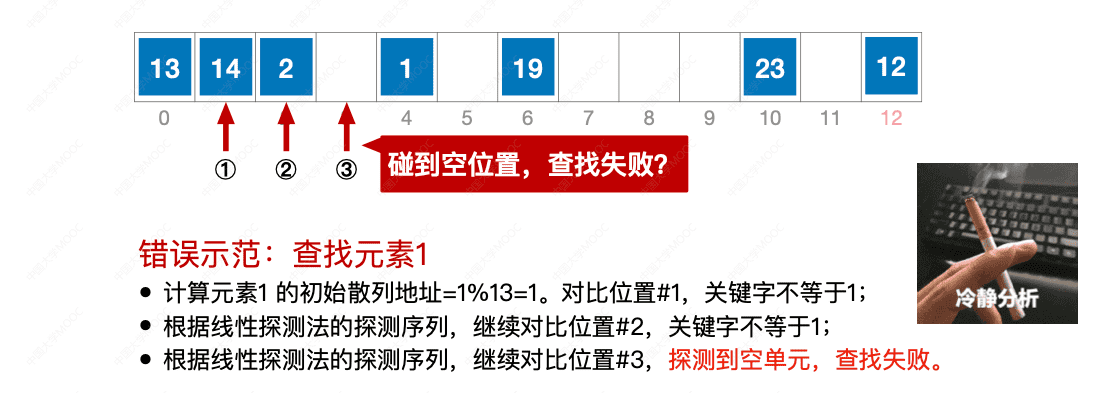 13 14 2 1 19 23 12
0 4 5 6 7 8 9 10 11 12
① ② ③
碰到空位置，查找失败？
错误示范：查找元素1
• 计算元素1 的初始散列地址=1%13=1。对比位置#1，关键字不等于1；
• 根据线性探测法的探测序列，继续对比位置#2，关键字不等于1；
• 根据线性探测法的探测序列，继续对比位置#3，探测到空单元，查找失败。
冷静分析